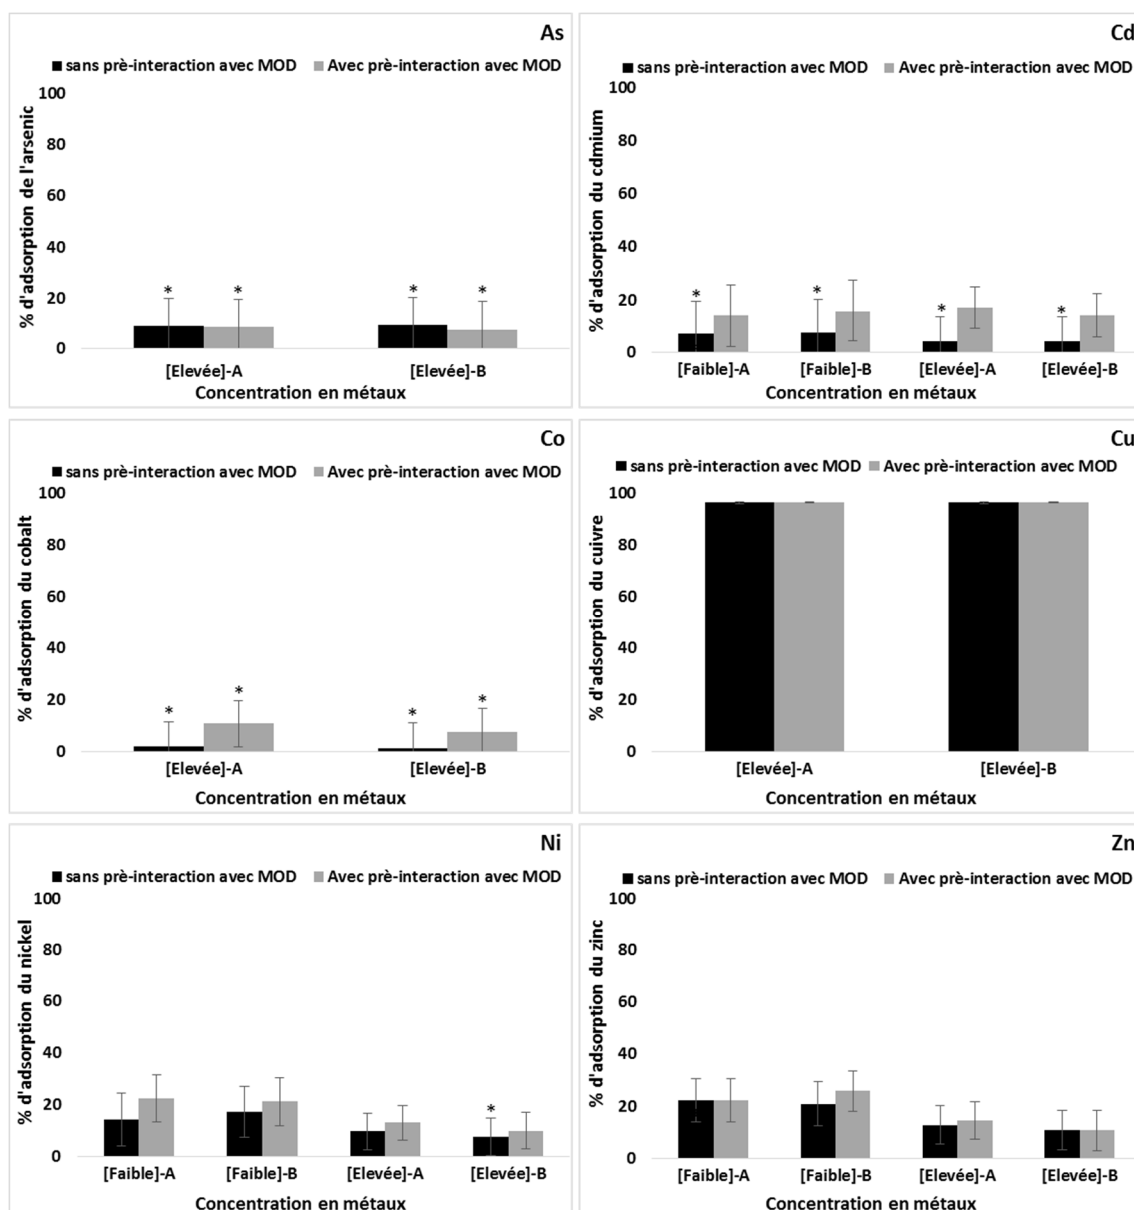 As
sans prè-interaction avec MOD Avec prè-interaction avec MOD
% d'adsorption de l'arsenic
100
80
60
40
20
0
* * * *
[Elevée]-A [Elevée]-B
Concentration en métaux
Cd
sans prè-interaction avec MOD Avec prè-interaction avec MOD
% d'adsorption du cdmium
100
80
60
40
20
0
* * * *
[Faible]-A [Faible]-B [Elevée]-A [Elevée]-B
Concentration en métaux
Co
sans prè-interaction avec MOD Avec prè-interaction avec MOD
% d'adsorption du cobalt
100
80
60
40
20
0
* * * *
[Elevée]-A [Elevée]-B
Concentration en métaux
Cu
sans prè-interaction avec MOD Avec prè-interaction avec MOD
% d'adsorption du cuivre
100
80
60
40
20
0
[Elevée]-A [Elevée]-B
Concentration en métaux
Ni
sans prè-interaction avec MOD Avec prè-interaction avec MOD
% d'adsorption du nickel
100
80
60
40
20
0
*
[Faible]-A [Faible]-B [Elevée]-A [Elevée]-B
Concentration en métaux
Zn
sans prè-interaction avec MOD Avec prè-interaction avec MOD
% d'adsorption du zinc
100
80
60
40
20
0
[Faible]-A [Faible]-B [Elevée]-A [Elevée]-B
Concentration en métaux